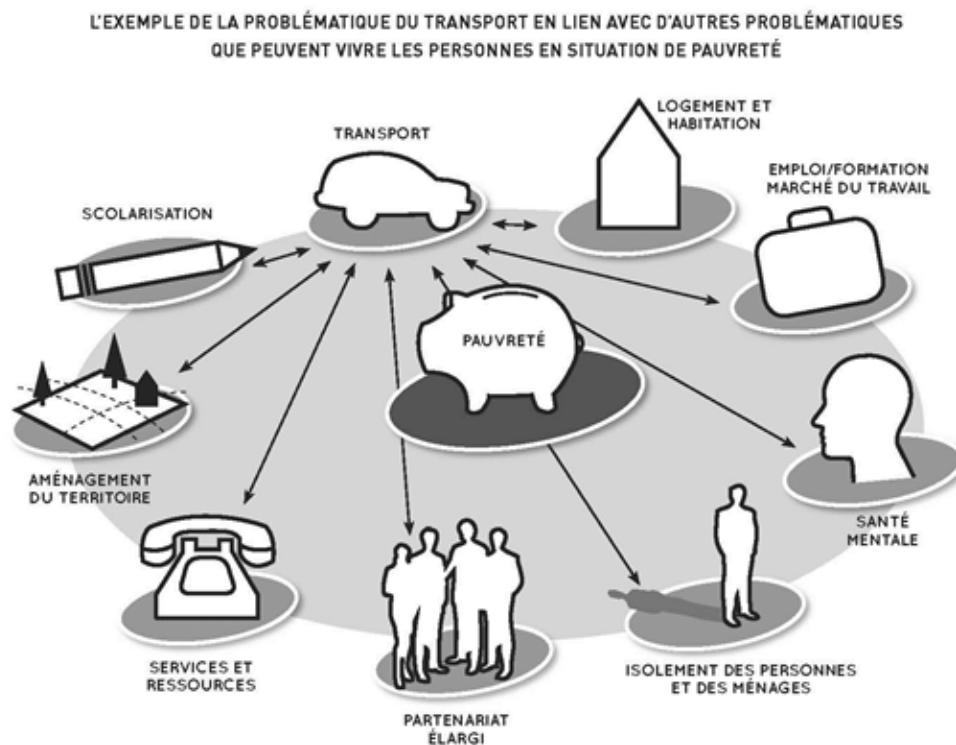 L'EXEMPLE DE LA PROBLÉMATIQUE DU TRANSPORT EN LIEN AVEC D'AUTRES PROBLÉMATIQUES
QUE PEUVENT VIVRE LES PERSONNES EN SITUATION DE PAUVRETÉ
TRANSPORT
LOGEMENT ET
HABITATION
EMPLOI/FORMATION
MARCHÉ DU TRAVAIL
SCOLARISATION
PAUVRETÉ
AMÉNAGEMENT
DU TERRITOIRE
SANTÉ
MENTALE
SERVICES ET
RESSOURCES
ISOLEMENT DES PERSONNES
ET DES MÉNAGES
PARTENARIAT
ÉLARGI